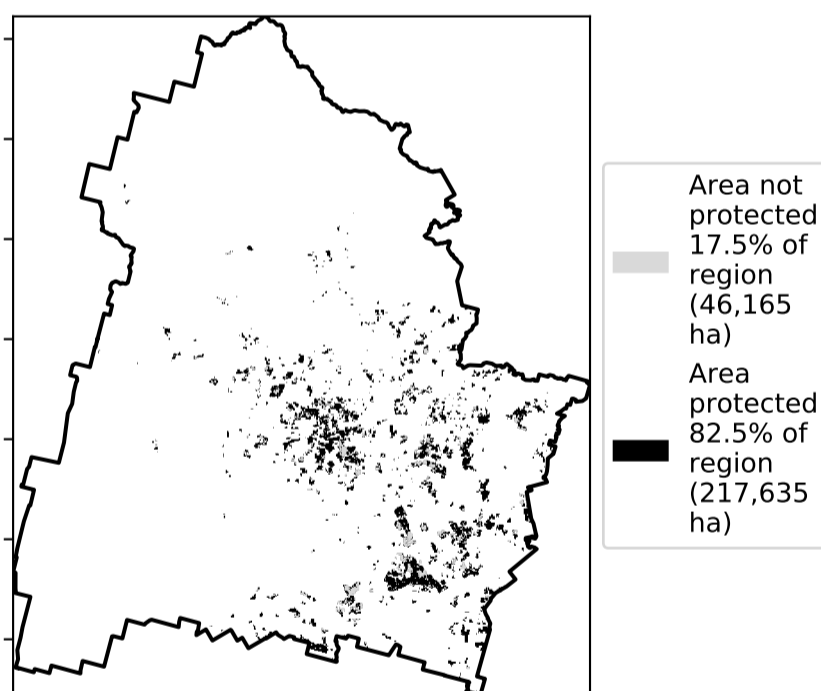 Area not
protected
17.5% of
region
(46,165
ha)
Area
protected
82.5% of
region
(217,635
ha)